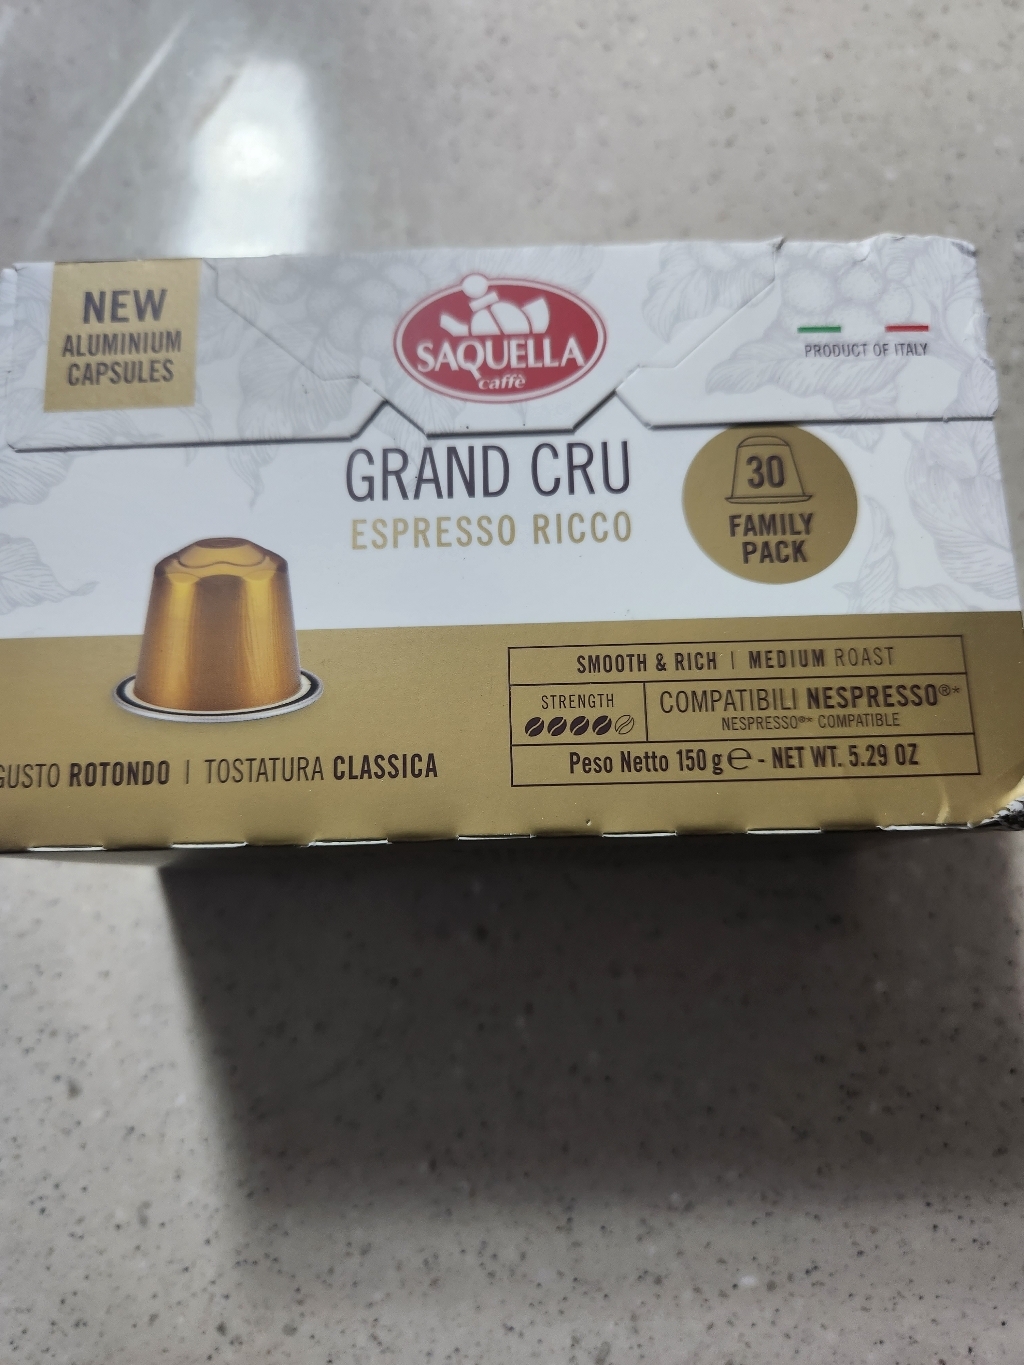 NEW
ALUMINIUM
CAPSULES
SAQUELLA
caffè
PRODUCT OF ITALY
GRAND CRU
ESPRESSO RICCO
30
FAMILY
PACK
SMOOTH & RICH | MEDIUM ROAST
STRENGTH
COMPATIBILI NESPRESSO®*
NESPRESSO®* COMPATIBLE
Peso Netto 150 g ℮ - NET WT. 5.29 OZ
GUSTO ROTONDO | TOSTATURA CLASSICA